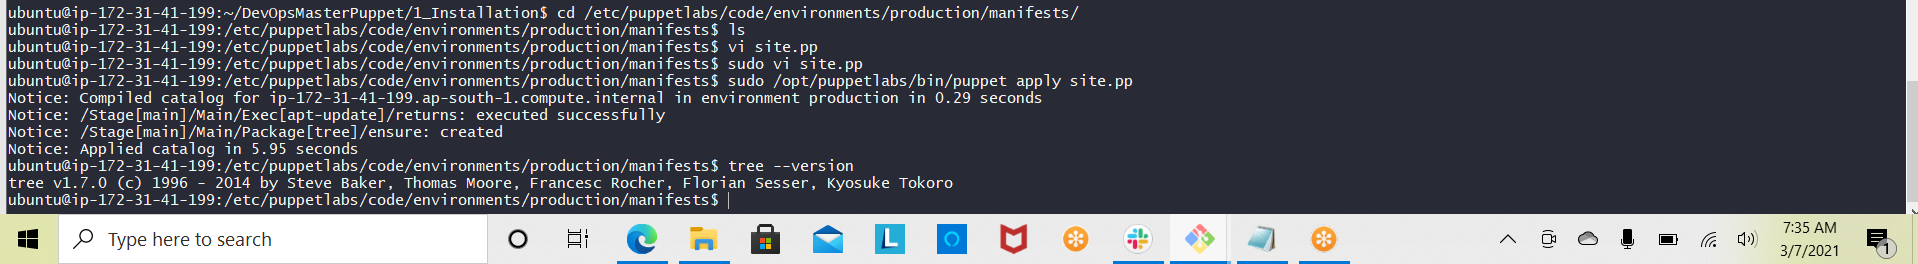 ubuntu@ip-172-31-41-199:~/DevOpsMasterPuppet/1_Installation$ cd /etc/puppetlabs/code/environments/production/manifests/
ubuntu@ip-172-31-41-199:/etc/puppetlabs/code/environments/production/manifests$ ls
ubuntu@ip-172-31-41-199:/etc/puppetlabs/code/environments/production/manifests$ vi site.pp
ubuntu@ip-172-31-41-199:/etc/puppetlabs/code/environments/production/manifests$ sudo vi site.pp
ubuntu@ip-172-31-41-199:/etc/puppetlabs/code/environments/production/manifests$ sudo /opt/puppetlabs/bin/puppet apply site.pp
Notice: Compiled catalog for ip-172-31-41-199.ap-south-1.compute.internal in environment production in 0.29 seconds
Notice: /Stage[main]/Main/Exec[apt-update]/returns: executed successfully
Notice: /Stage[main]/Main/Package[tree]/ensure: created
Notice: Applied catalog in 5.95 seconds
ubuntu@ip-172-31-41-199:/etc/puppetlabs/code/environments/production/manifests$ tree --version
tree v1.7.0 (c) 1996 - 2014 by Steve Baker, Thomas Moore, Francesc Rocher, Florian Sesser, Kyosuke Tokoro
ubuntu@ip-172-31-41-199:/etc/puppetlabs/code/environments/production/manifests$
Type here to search
L
7:35 AM
3/7/2021
1